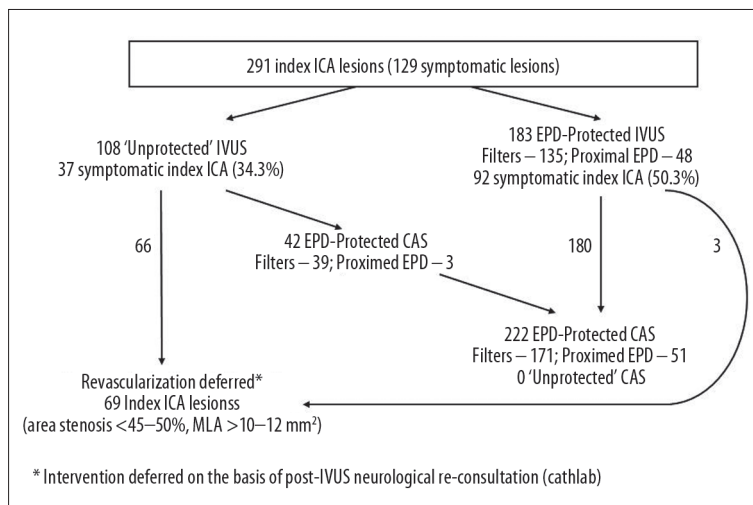 291 index ICA lesions (129 symptomatic lesions)
108 ‘Unprotected’ IVUS
37 symptomatic index ICA (34.3%)
183 EPD-Protected IVUS
Filters – 135; Proximal EPD – 48
92 symptomatic index ICA (50.3%)
66
42 EPD-Protected CAS
Filters – 39; Proximed EPD – 3
180
3
222 EPD-Protected CAS
Filters – 171; Proximed EPD – 51
0 ‘Unprotected’ CAS
Revascularization deferred*
69 Index ICA lesionss
(area stenosis <45–50%, MLA >10–12 mm²)
* Intervention deferred on the basis of post-IVUS neurological re-consultation (cathlab)